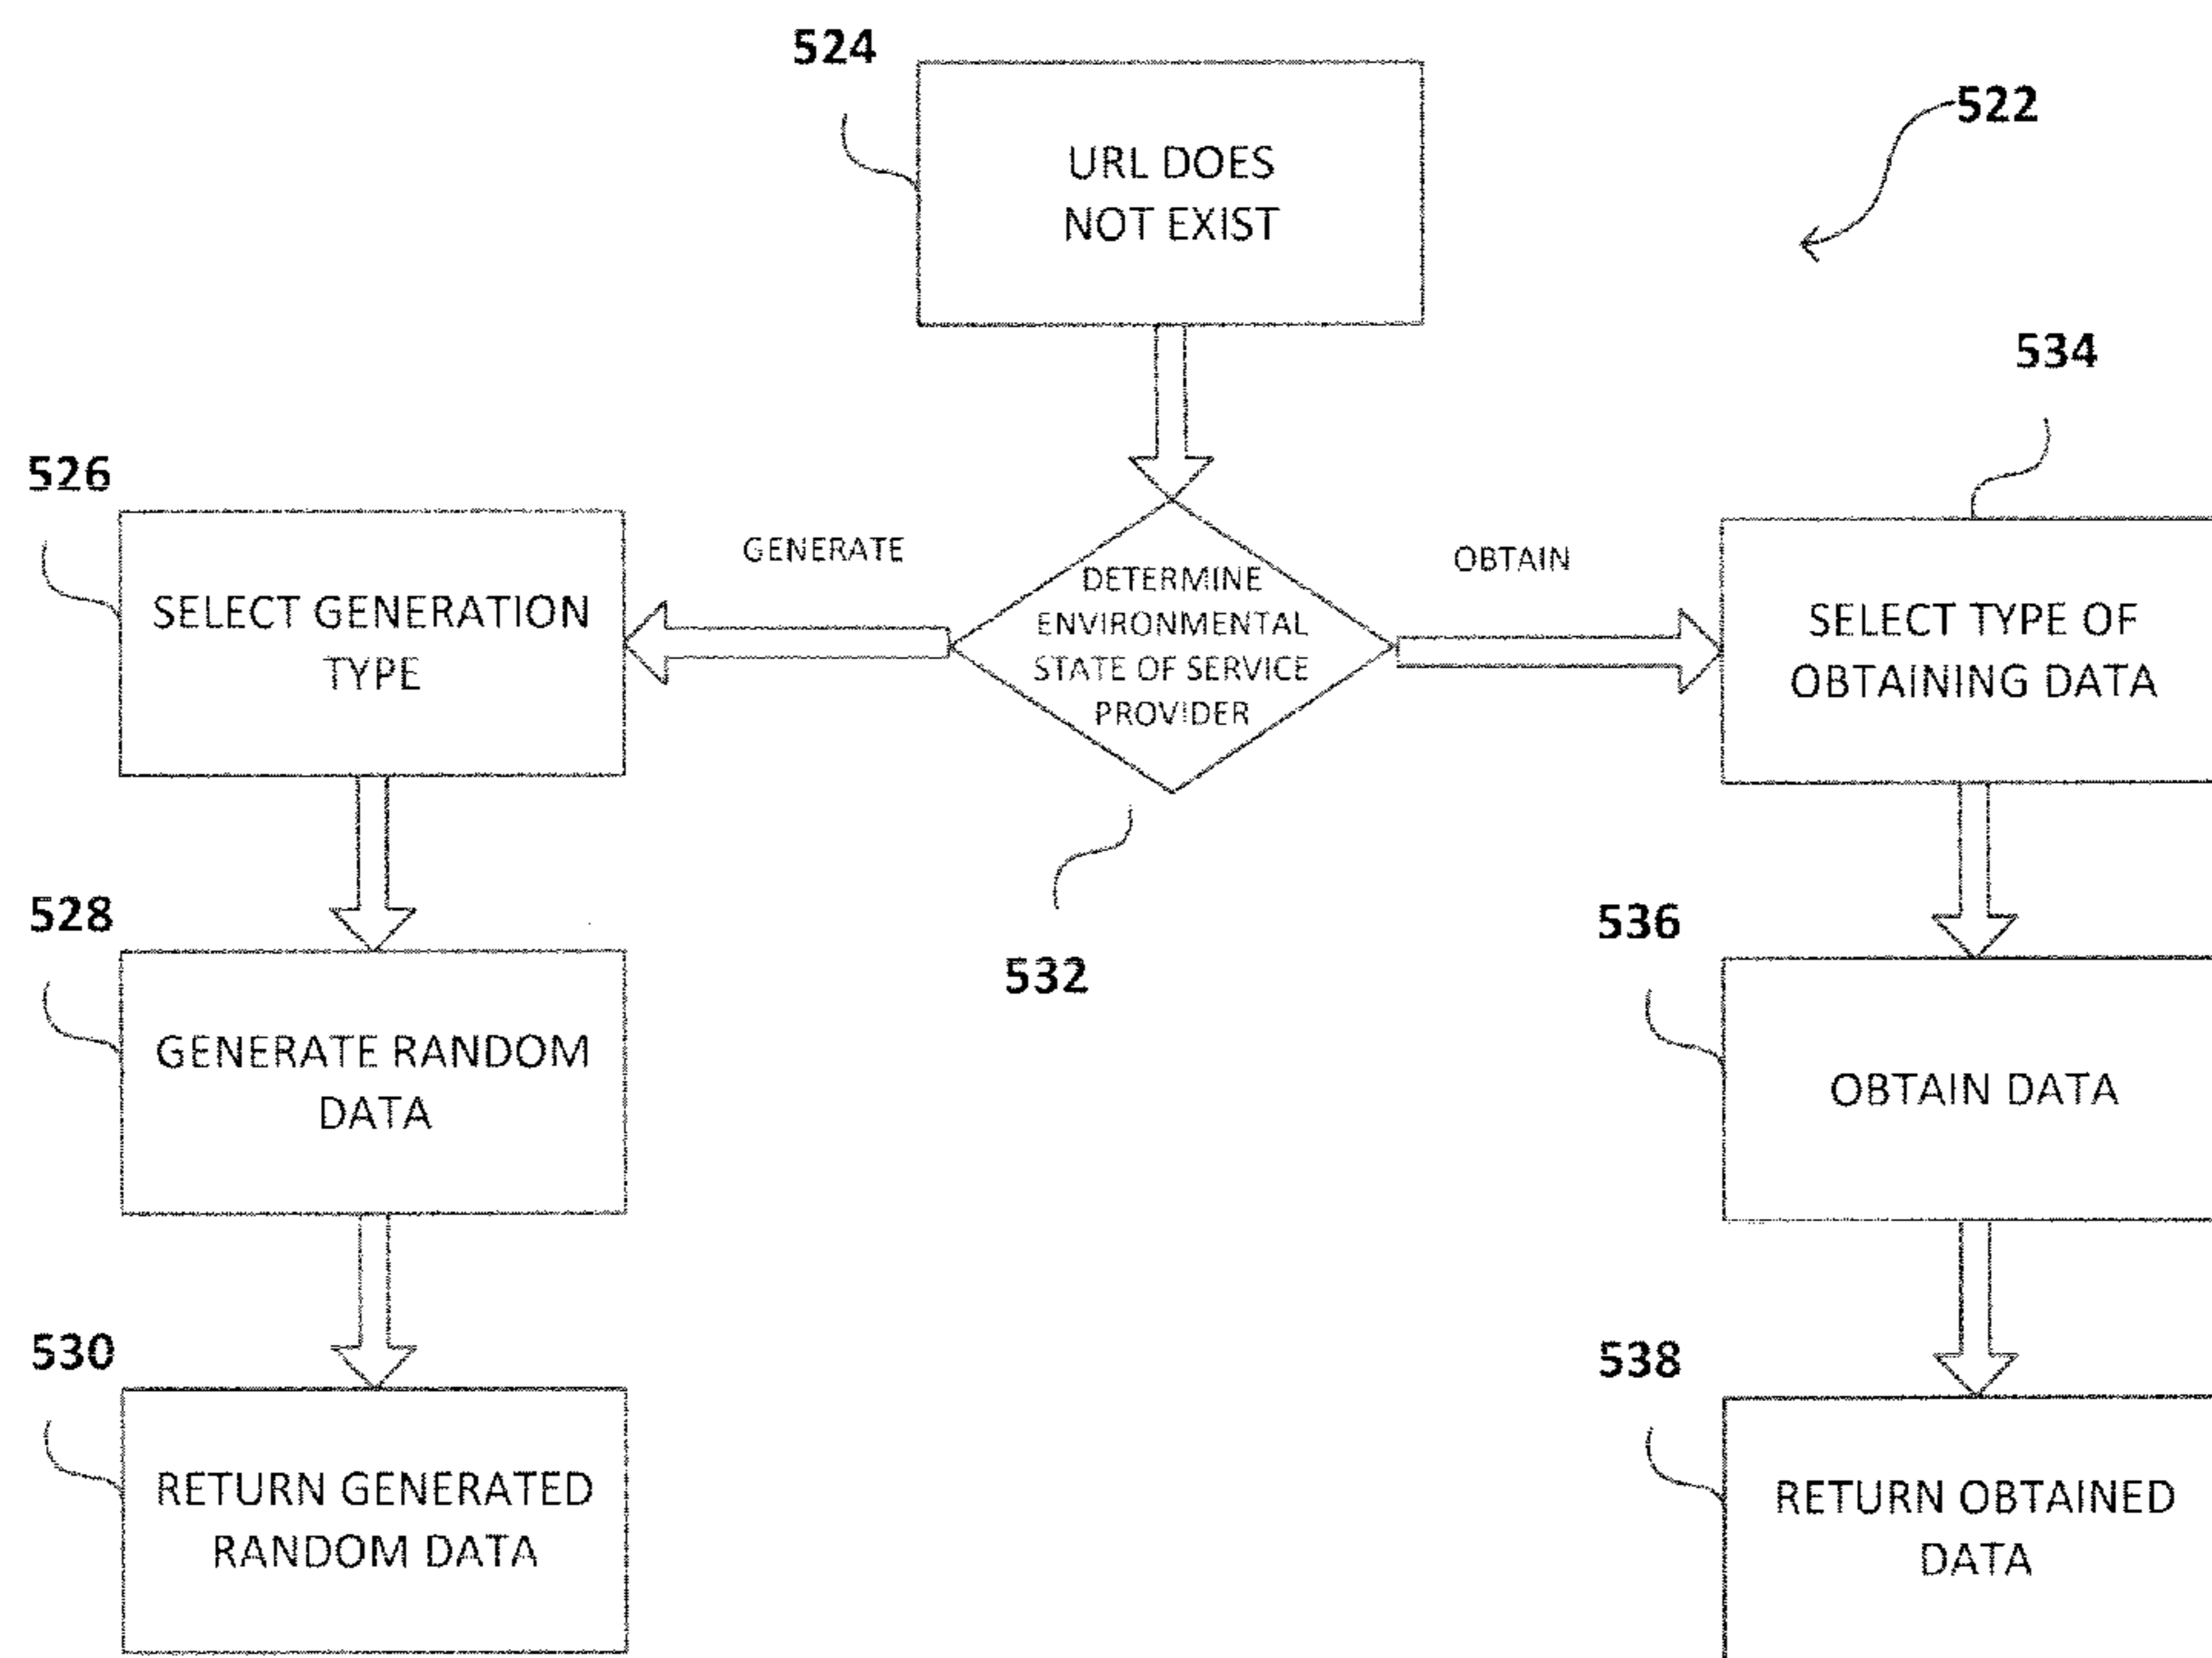 524
URL DOES
NOT EXIST
522
534
526
SELECT GENERATION
TYPE
GENERATE
DETERMINE
ENVIRONMENTAL
STATE OF SERVICE
PROVIDER
OBTAIN
SELECT TYPE OF
OBTAINING DATA
532
528
GENERATE RANDOM
DATA
536
OBTAIN DATA
530
RETURN GENERATED
RANDOM DATA
538
RETURN OBTAINED
DATA